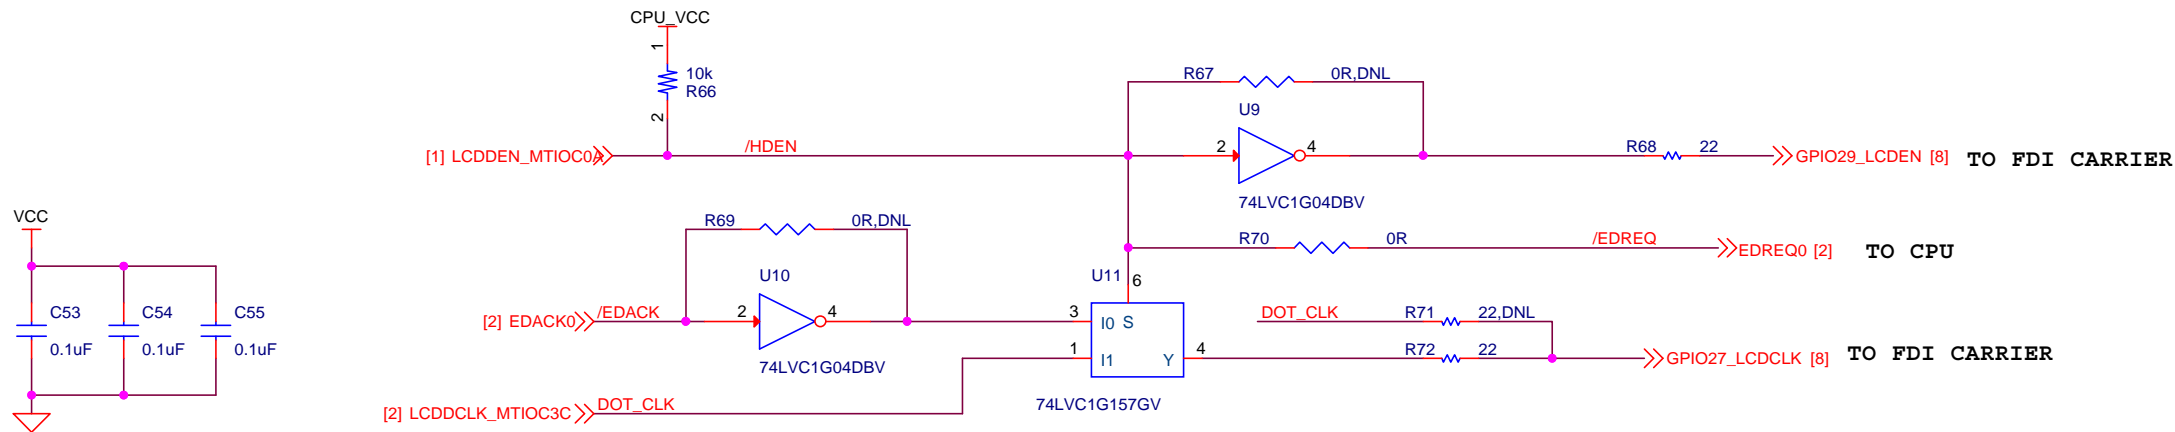 CPU_VCC
1
10k
R66
2
R67 0R,DNL
U9
[1] LCDDEN_MTIOC0A
/HDEN
2 4
R68 22
GPIO29_LCDEN [8]
TO FDI CARRIER
74LVC1G04DBV
VCC
R69 0R,DNL
R70 0R
/EDREQ
EDREQ0 [2]
TO CPU
U10
U11
6
C53
0.1uF
C54
0.1uF
C55
0.1uF
[2] EDACK0
/EDACK
2 4
74LVC1G04DBV
3
I0 S
1
I1 Y
4
DOT_CLK
R71 22,DNL
R72 22
GPIO27_LCDCLK [8]
TO FDI CARRIER
[2] LCDDCLK_MTIOC3C
DOT_CLK
74LVC1G157GV